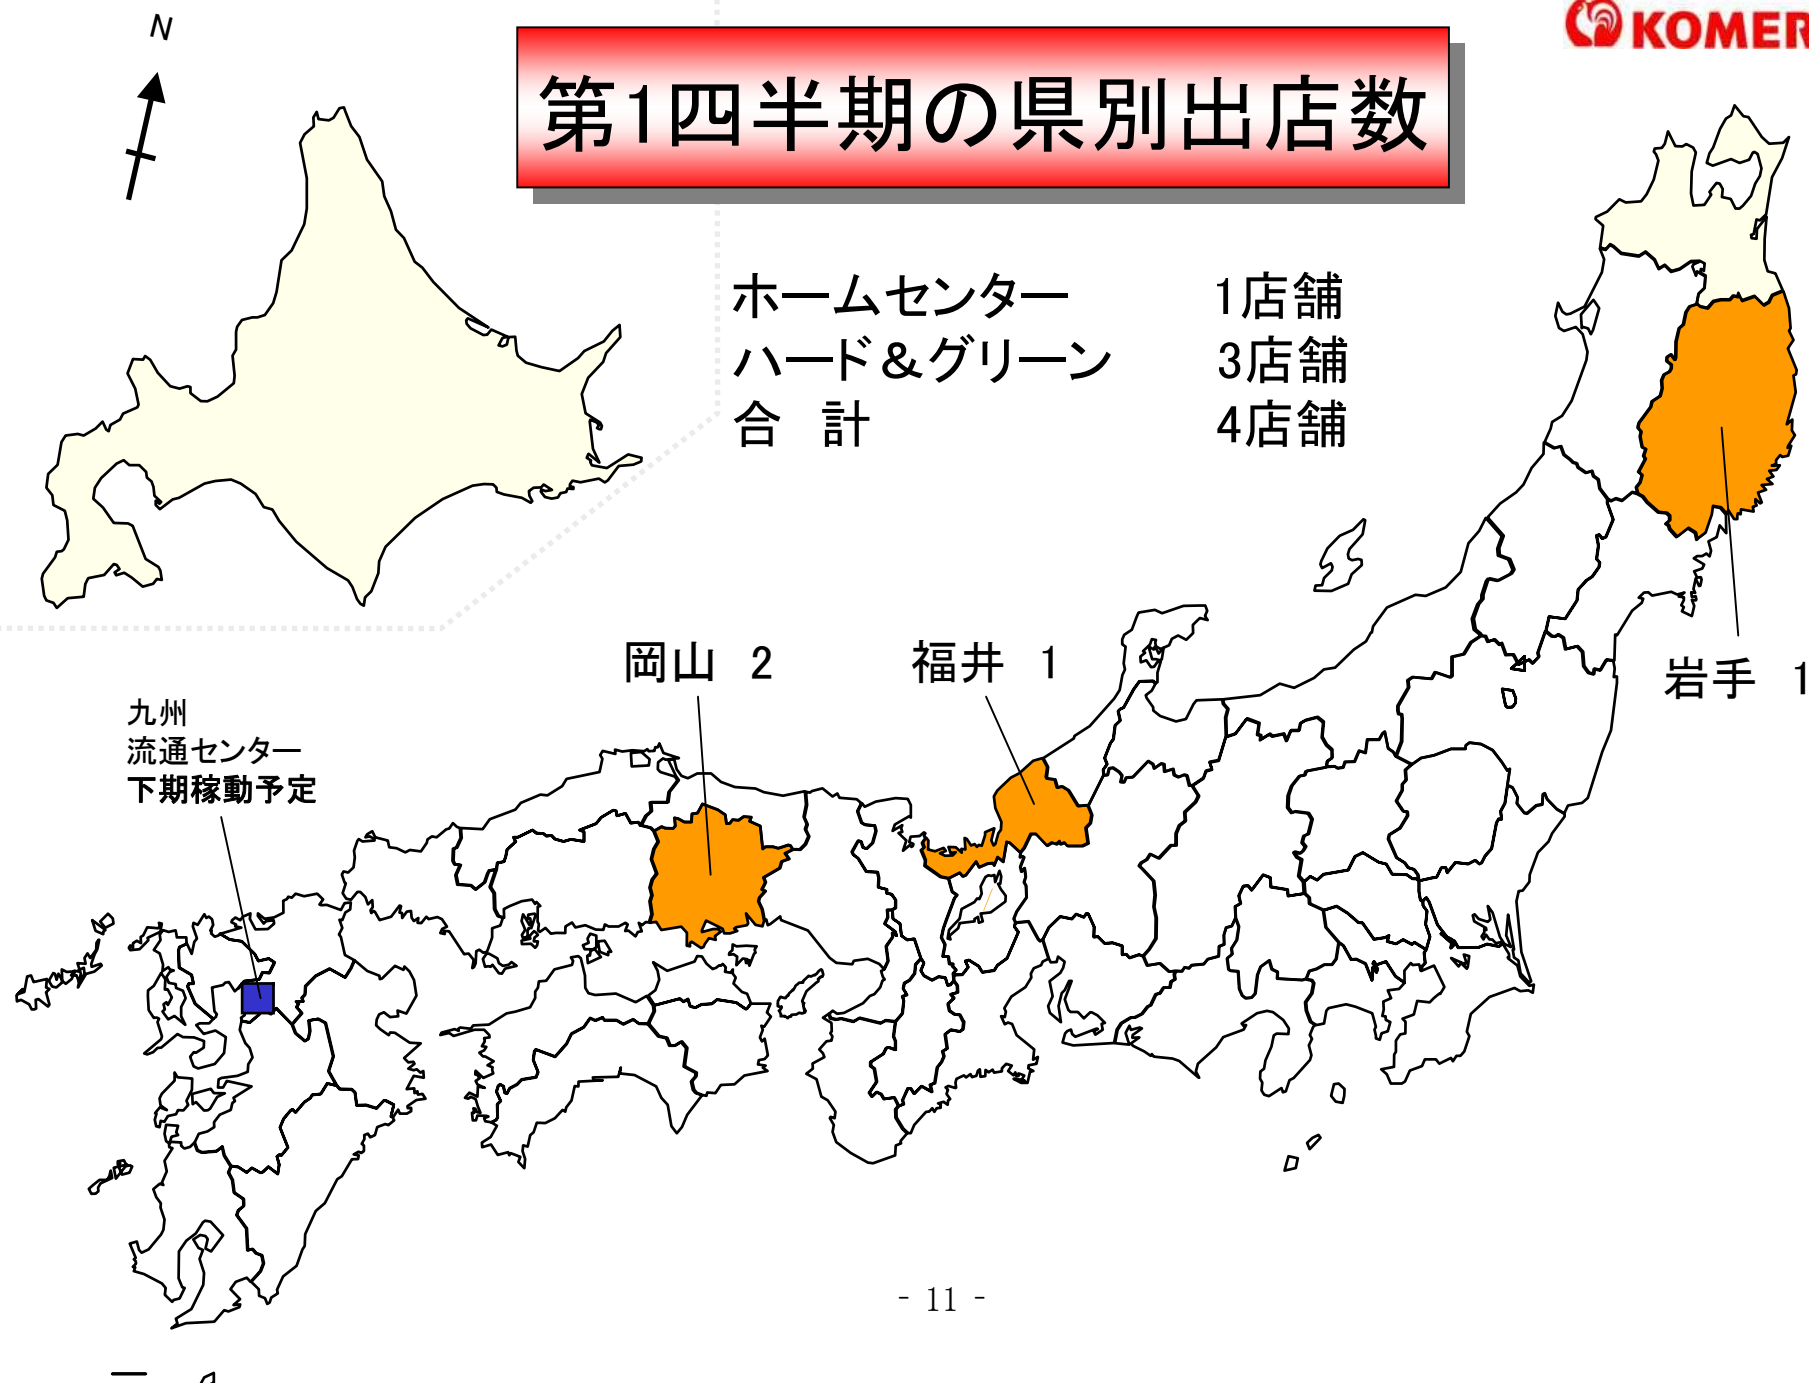 N
KOMER
第1四半期の県別出店数
ホームセンター 1店舗
ハード&グリーン 3店舗
合 計 4店舗
岡山 2
福井 1
岩手 1
九州
流通センター
下期稼動予定
- 11 -